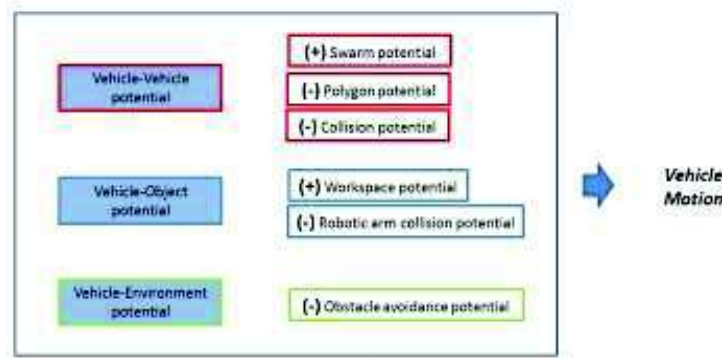 Vehicle-Vehicle
potential
(+) Swarm potential
(-) Polygon potential
(-) Collision potential
Vehicle-Object
potential
(+) Workspace potential
(-) Robotic arm collision potential
Vehicle-Environment
potential
(-) Obstacle avoidance potential
Vehicle
Motion